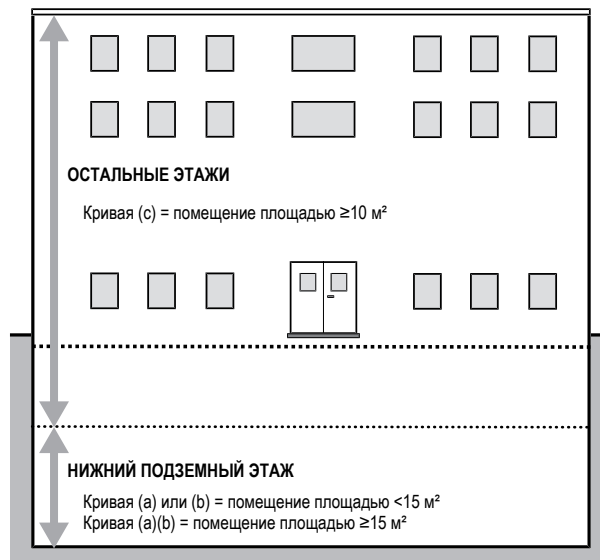 ОСТАЛЬНЫЕ ЭТАЖИ
Кривая (c) = помещение площадью ≥10 м²
НИЖНИЙ ПОДЗЕМНЫЙ ЭТАЖ
Кривая (a) или (b) = помещение площадью <15 м²
Кривая (a)(b) = помещение площадью ≥15 м²